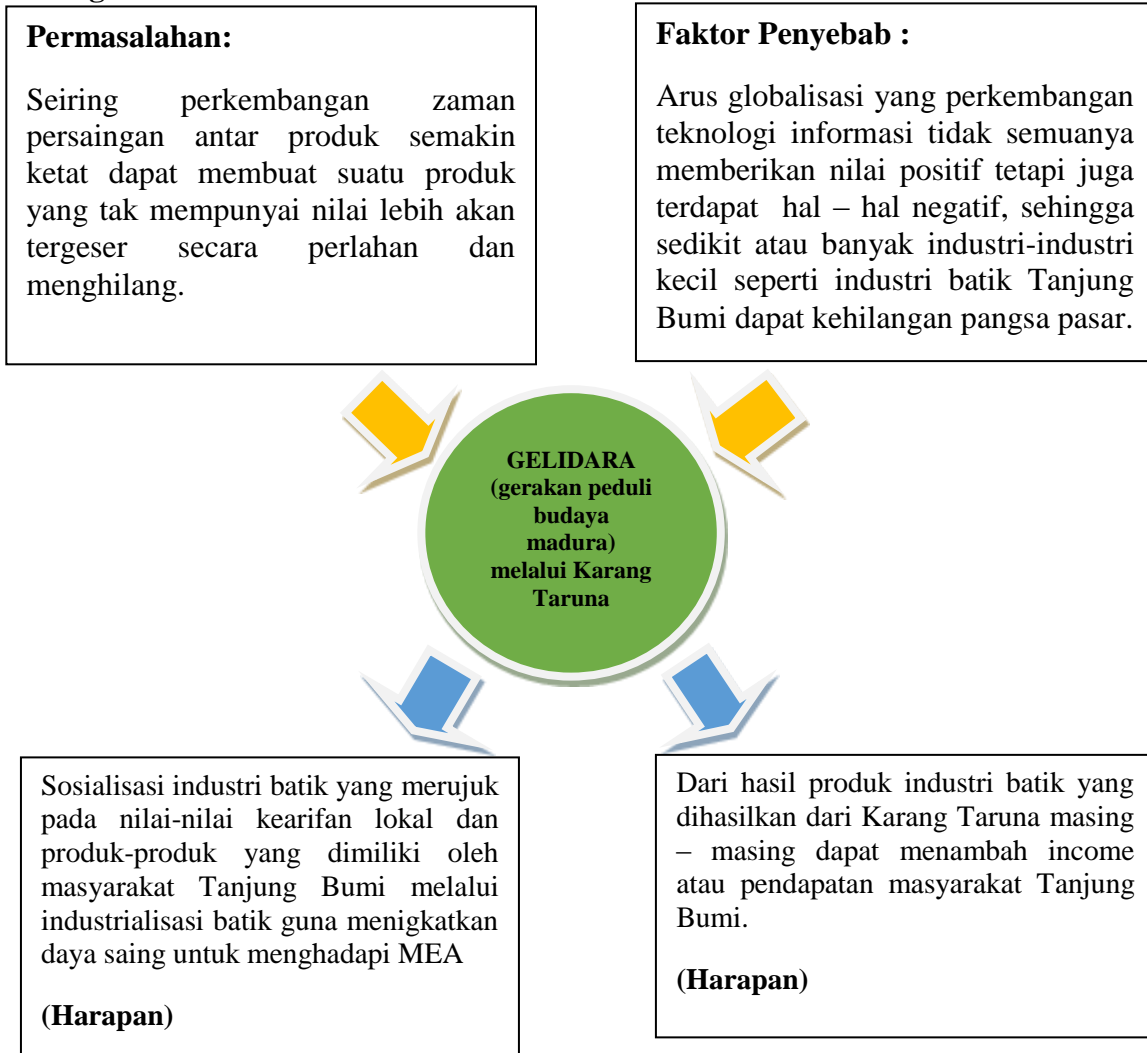 Permasalahan:
Seiring perkembangan zaman
persaingan antar produk semakin
ketat dapat membuat suatu produk
yang tak mempunyai nilai lebih akan
tergeser secara perlahan dan
menghilang.
Faktor Penyebab :
Arus globalisasi yang perkembangan
teknologi informasi tidak semuanya
memberikan nilai positif tetapi juga
terdapat hal – hal negatif, sehingga
sedikit atau banyak industri-industri
kecil seperti industri batik Tanjung
Bumi dapat kehilangan pangsa pasar.
GELIDARA
(gerakan peduli
budaya
madura)
melalui Karang
Taruna
Sosialisasi industri batik yang merujuk
pada nilai-nilai kearifan lokal dan
produk-produk yang dimiliki oleh
masyarakat Tanjung Bumi melalui
industrialisasi batik guna menigkatkan
daya saing untuk menghadapi MEA
(Harapan)
Dari hasil produk industri batik yang
dihasilkan dari Karang Taruna masing
– masing dapat menambah income
atau pendapatan masyarakat Tanjung
Bumi.
(Harapan)